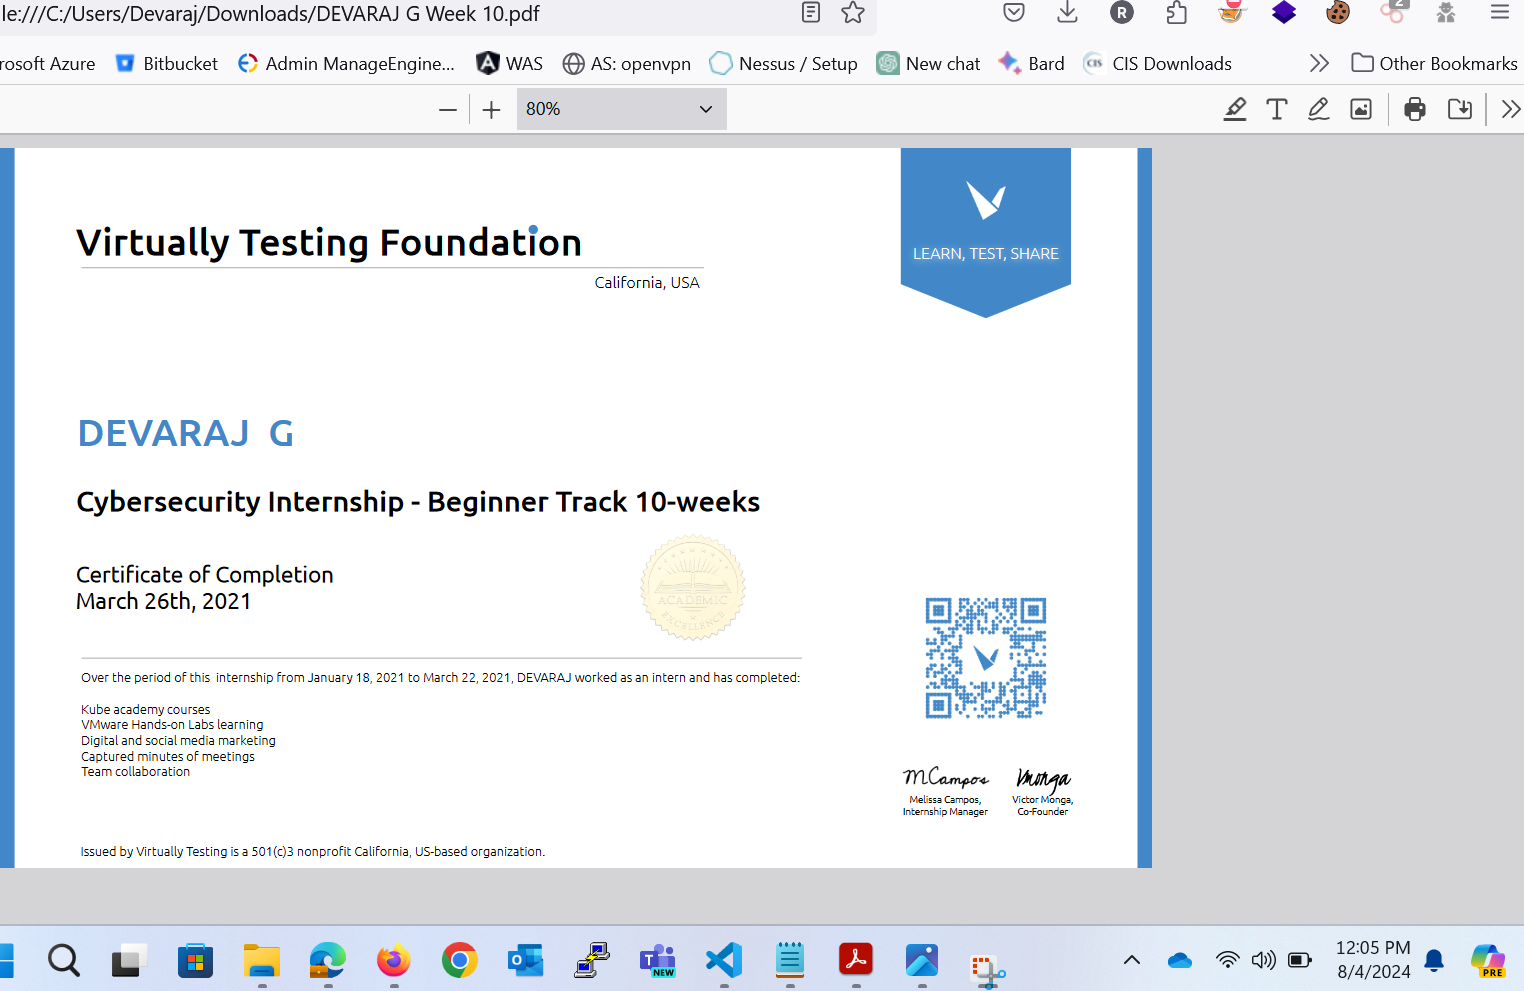 le:///C:/Users/Devaraj/Downloads/DEVARAJ G Week 10.pdf
R
2
rosoft Azure Bitbucket Admin ManageEngine... WAS AS: openvpn Nessus / Setup New chat Bard CIS CIS Downloads Other Bookmarks
80%
LEARN, TEST, SHARE
Virtually Testing Foundation
California, USA
DEVARAJ G
Cybersecurity Internship - Beginner Track 10-weeks
Certificate of Completion
March 26th, 2021
ACADEMIC
EXCELLENCE
Over the period of this internship from January 18, 2021 to March 22, 2021, DEVARAJ worked as an intern and has completed:
Kube academy courses
VMware Hands-on Labs learning
Digital and social media marketing
Captured minutes of meetings
Team collaboration
MCampos Vmonga
Melissa Campos, Victor Monga,
Internship Manager Co-Founder
Issued by Virtually Testing is a 501(c)3 nonprofit California, US-based organization.
NEW
12:05 PM
8/4/2024
PRE